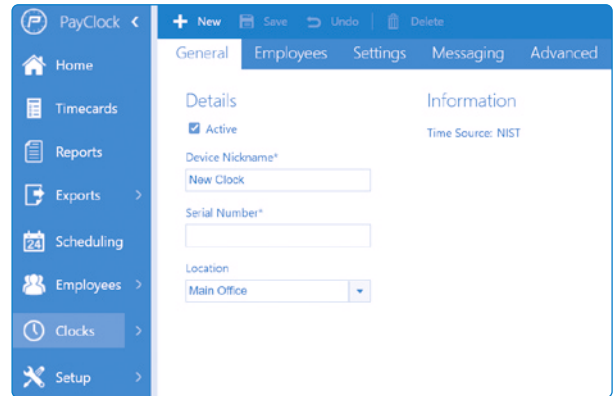 PayClock
Home
Timecards
Reports
Exports
24
Scheduling
Employees
Clocks
Setup
New Save Undo Delete
General Employees Settings Messaging Advanced
Details
Active
Device Nickname*
New Clock
Serial Number*
Location
Main Office
Information
Time Source: NIST